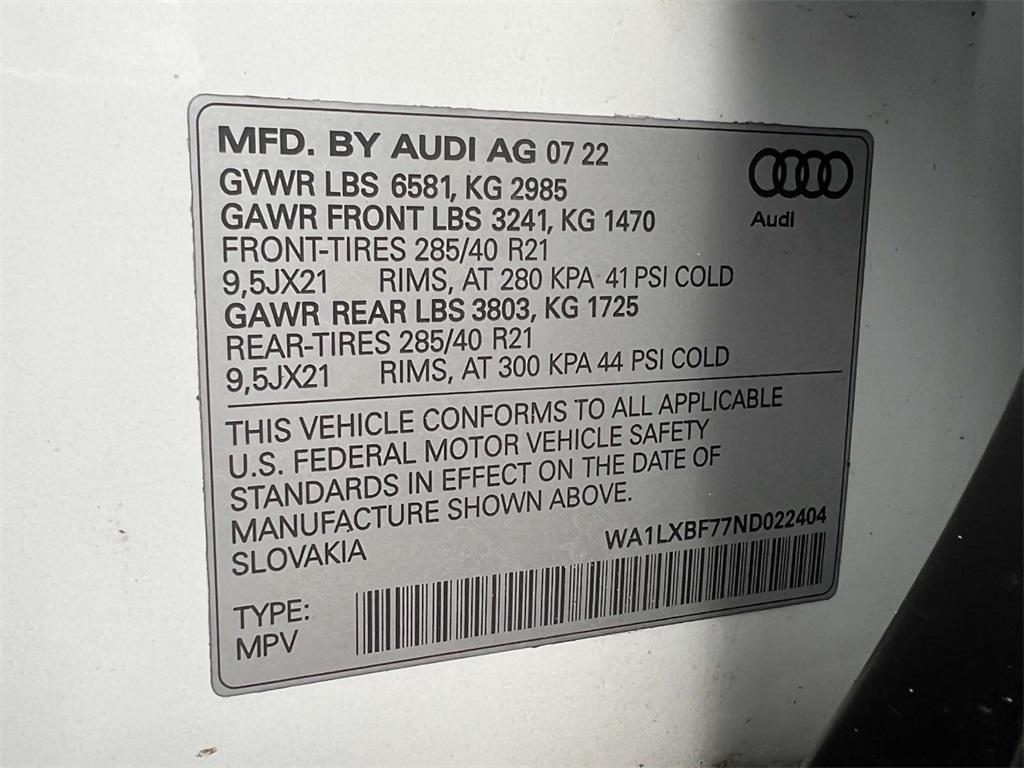 MFD. BY AUDI AG 07 22
GVWR LBS 6581, KG 2985
GAWR FRONT LBS 3241, KG 1470
FRONT-TIRES 285/40 R21
9,5JX21 RIMS, AT 280 KPA 41 PSI COLD
GAWR REAR LBS 3803, KG 1725
REAR-TIRES 285/40 R21
9,5JX21 RIMS, AT 300 KPA 44 PSI COLD
Audi
THIS VEHICLE CONFORMS TO ALL APPLICABLE
U.S. FEDERAL MOTOR VEHICLE SAFETY
STANDARDS IN EFFECT ON THE DATE OF
MANUFACTURE SHOWN ABOVE.
SLOVAKIA
WA1LXBF77ND022404
TYPE:
MPV